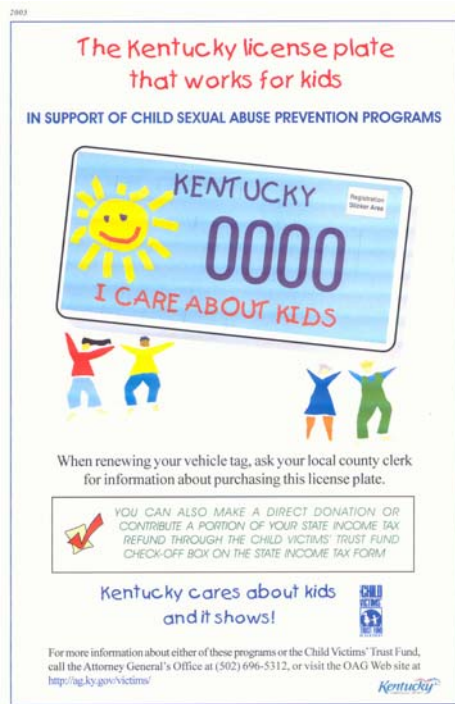 2003
The Kentucky license plate
that works for kids
IN SUPPORT OF CHILD SEXUAL ABUSE PREVENTION PROGRAMS
KENTUCKY
Registration
Sticker Area
0000
I CARE ABOUT KIDS
When renewing your vehicle tag, ask your local county clerk
for information about purchasing this license plate.
YOU CAN ALSO MAKE A DIRECT DONATION OR
CONTRIBUTE A PORTION OF YOUR STATE INCOME TAX
REFUND THROUGH THE CHILD VICTIMS' TRUST FUND
CHECK-OFF BOX ON THE STATE INCOME TAX FORM
Kentucky cares about kids
and it shows!
CHILD
VICTIMS'
TRUST FUND
For more information about either of these programs or the Child Victims' Trust Fund,
call the Attorney General's Office at (502) 696-5312, or visit the OAG Web site at
http://ag.ky.gov/victims/
Kentucky